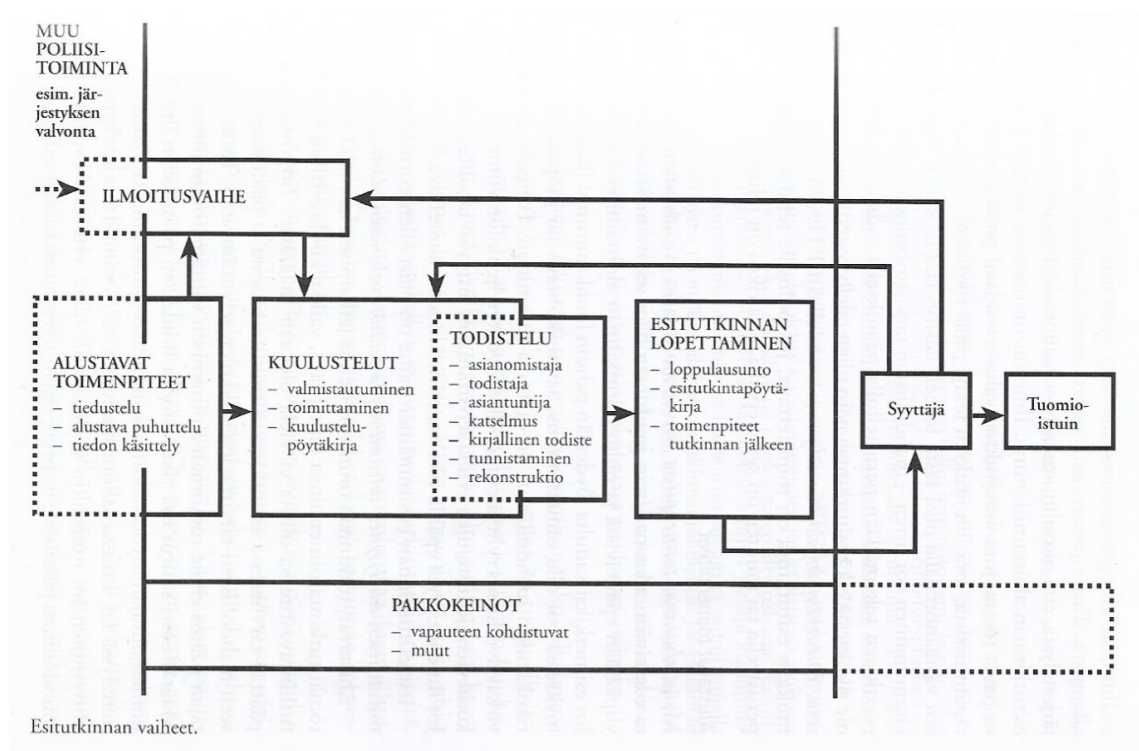 MUU
POLIISI-
TOIMINTA
esim. jär-
jestyksen
valvonta
ILMOITUSVAIHE
ALUSTAVAT
TOIMENPITEET
– tiedustelu
– alustava puhuttelu
– tiedon käsittely
KUULUSTELUT
– valmistautuminen
– toimittaminen
– kuulustelu-
pöytäkirja
TODISTELU
– asianomistaja
– todistaja
– asiantuntija
– katselmus
– kirjallinen todiste
– tunnistaminen
– rekonstruktio
ESITUTKINNAN
LOPETTAMINEN
– loppulausunto
– esitutkintapöytä-
kirja
– toimenpiteet
tutkinnan jälkeen
Syyttäjä
Tuomio-
istuin
PAKKOKEINOT
– vapauteen kohdistuvat
– muut
Esitutkinnan vaiheet.